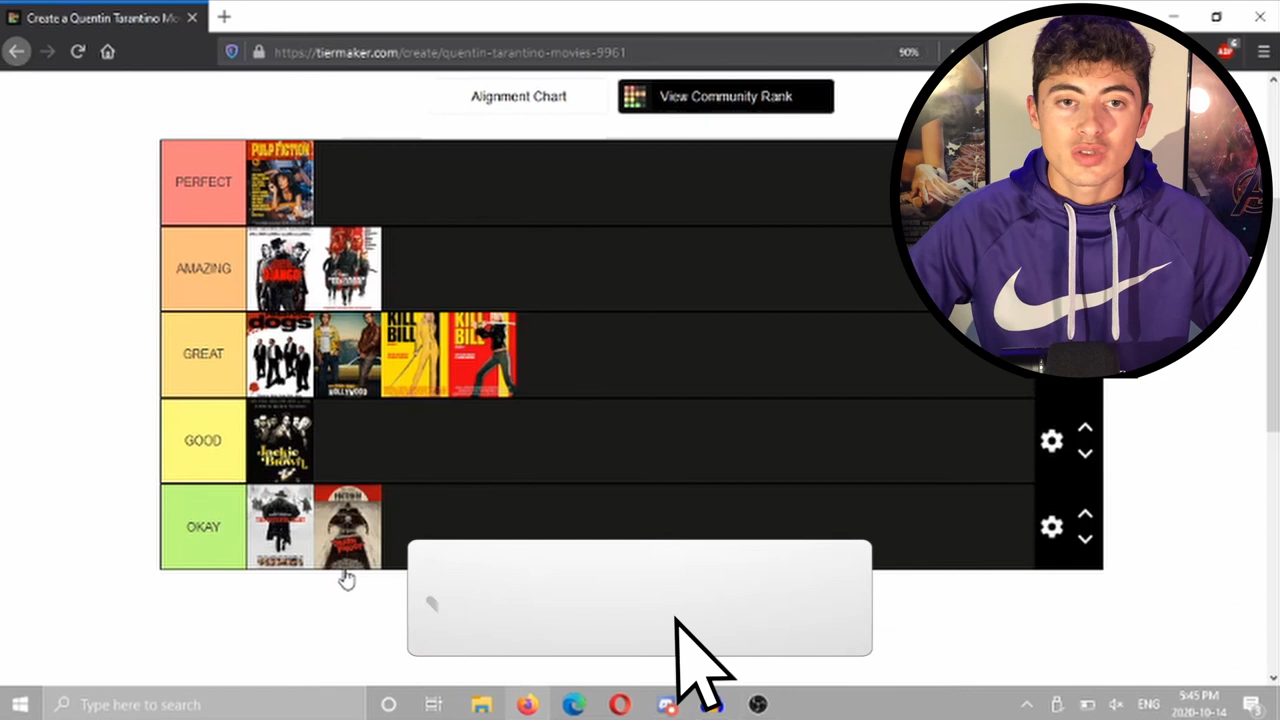 Create a Quentin Tarantino Mo
https://tiermaker.com/create/quentin-tarantino-movies-9961
90%
Alignment Chart
View Community Rank
PERFECT
PULP FICTION
AMAZING
DJANGO
GREAT
dogs
HOLLYWOOD
KILL BILL
KILL BILL
GOOD
Jackie Brown
OKAY
Type here to search
ENG
5:45 PM
2020-10-14
3